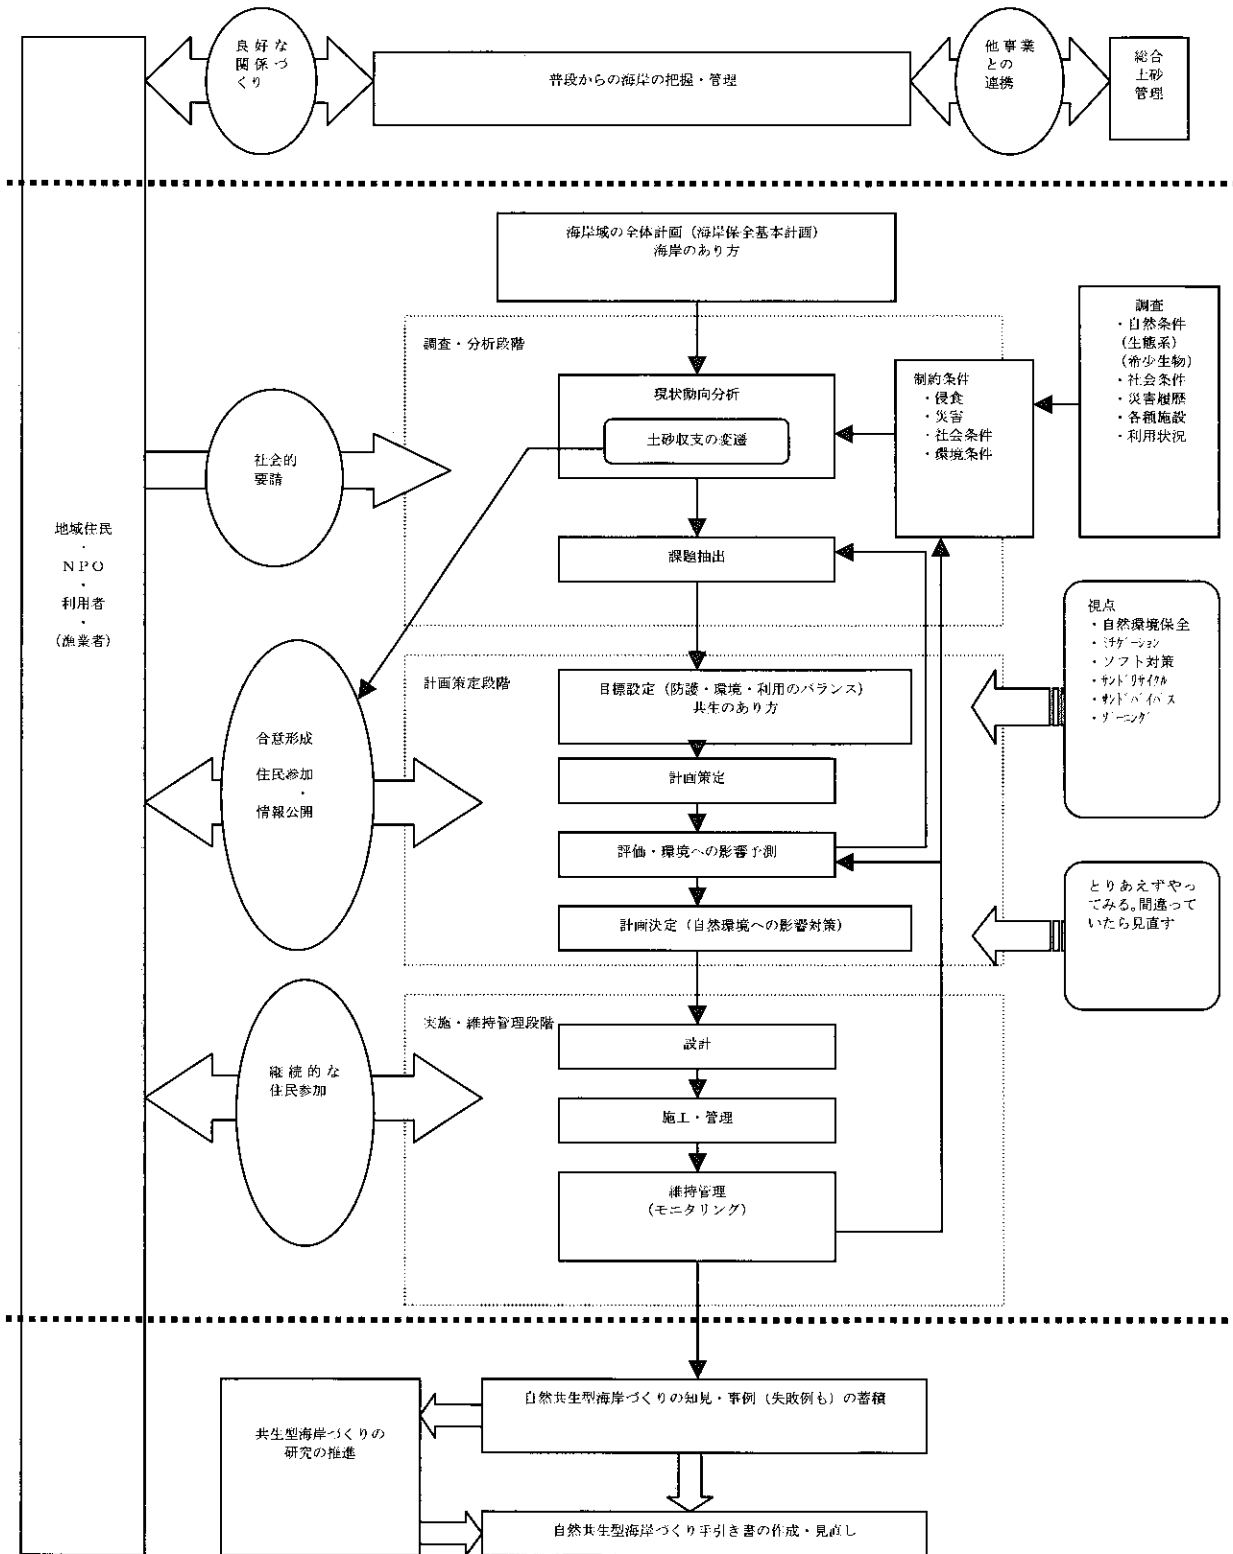 良好な
関係づ
くり
普段からの海岸の把握・管理
他事業
との
連携
総合
土砂
管理
海岸域の全体計画（海岸保全基本計画）
海岸のあり方
調査・分析段階
現状動向分析
土砂収支の変遷
制約条件
・侵食
・災害
・社会条件
・環境条件
調査
・自然条件
(生態系)
(希少生物)
・社会条件
・災害履歴
・各種施設
・利用状況
社会的
要請
課題抽出
地域住民
・
NPO
・
利用者
・
(漁業者)
視点
・自然環境保全
・ﾐﾁｹﾞｰｼｮﾝ
・ソフト対策
・ｻﾝﾄﾞﾘｻｲｸﾙ
・ｻﾝﾄﾞﾊﾞｲﾊﾟｽ
・ｿﾞｰﾆﾝｸﾞ
計画策定段階
目標設定（防護・環境・利用のバランス）
共生のあり方
合意形成
住民参加
・
情報公開
計画策定
評価・環境への影響予測
計画決定（自然環境への影響対策）
とりあえずやっ
てみる。間違って
いたら見直す
実施・維持管理段階
設計
継続的な
住民参加
施工・管理
維持管理
（モニタリング）
自然共生型海岸づくりの知見・事例（失敗例も）の蓄積
共生型海岸づくりの
研究の推進
自然共生型海岸づくり手引き書の作成・見直し